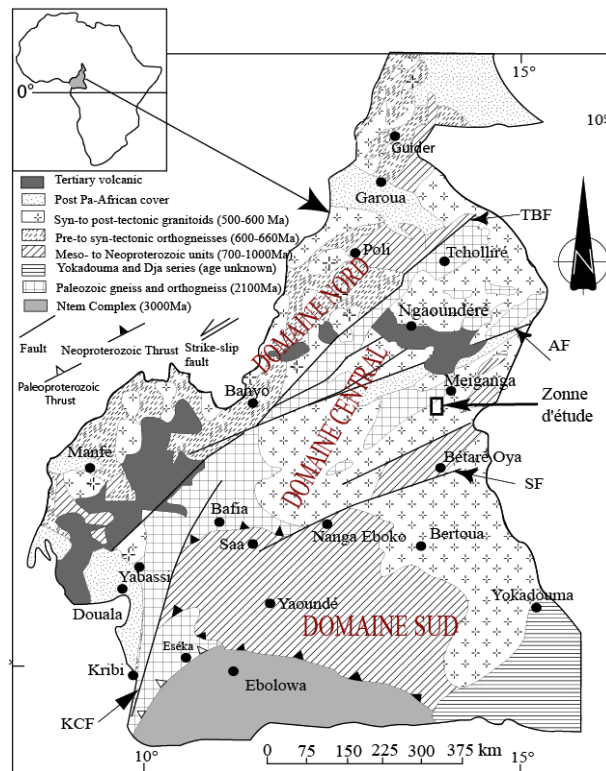 0°
15°
10°
Guider
Garoua
TBF
Poli
Tcholliré
Tertiary volcanic
Post Pa-African cover
Syn-to post-tectonic granitoids (500-600 Ma)
Pre-to syn-tectonic orthogneisses (600-660Ma)
Meso- to Neoproterozoic units (700-1000Ma)
Yokadouma and Dja series (age unknown)
Paleozoic gneiss and orthogneiss (2100Ma)
Ntem Complex (3000Ma)
Fault
Neoproterozoic Thrust
Strike-slip
fault
Paleoproterozoic
Thrust
N
DOMAINE NORD
Ngaoundéré
AF
DOMAINE CENTRAL
Meiganga
Zonne
d'étude
Banyo
Manfé
Bétaré Oya
SF
Bafia
Saa
Nanga Eboko
Bertoua
Yabassi
Douala
Yaoundé
Yokadouma
DOMAINE SUD
Eséka
Kribi
Ebolowa
KCF
0 75 150 225 300 375 km
10°
15°